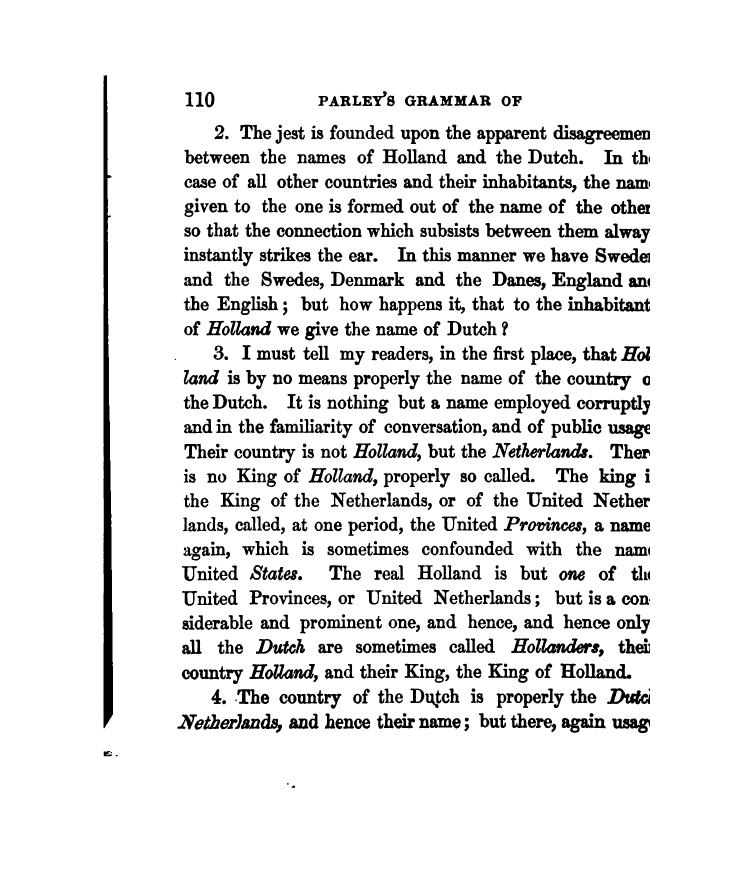 110 PARLEY'S GRAMMAR OF
2. The jest is founded upon the apparent disagreemen
between the names of Holland and the Dutch. In th
case of all other countries and their inhabitants, the nam
given to the one is formed out of the name of the other
so that the connection which subsists between them alway
instantly strikes the ear. In this manner we have Sweden
and the Swedes, Denmark and the Danes, England an
the English; but how happens it, that to the inhabitant
of Holland we give the name of Dutch?
3. I must tell my readers, in the first place, that Hol
land is by no means properly the name of the country o
the Dutch. It is nothing but a name employed corruptly
and in the familiarity of conversation, and of public usage
Their country is not Holland, but the Netherlands. Ther
is no King of Holland, properly so called. The king i
the King of the Netherlands, or of the United Nether
lands, called, at one period, the United Provinces, a name
again, which is sometimes confounded with the nam
United States. The real Holland is but one of th
United Provinces, or United Netherlands; but is a con
siderable and prominent one, and hence, and hence only
all the Dutch are sometimes called Hollanders, thei
country Holland, and their King, the King of Holland.
4. The country of the Dutch is properly the Dutc
Netherlands, and hence their name; but there, again usag